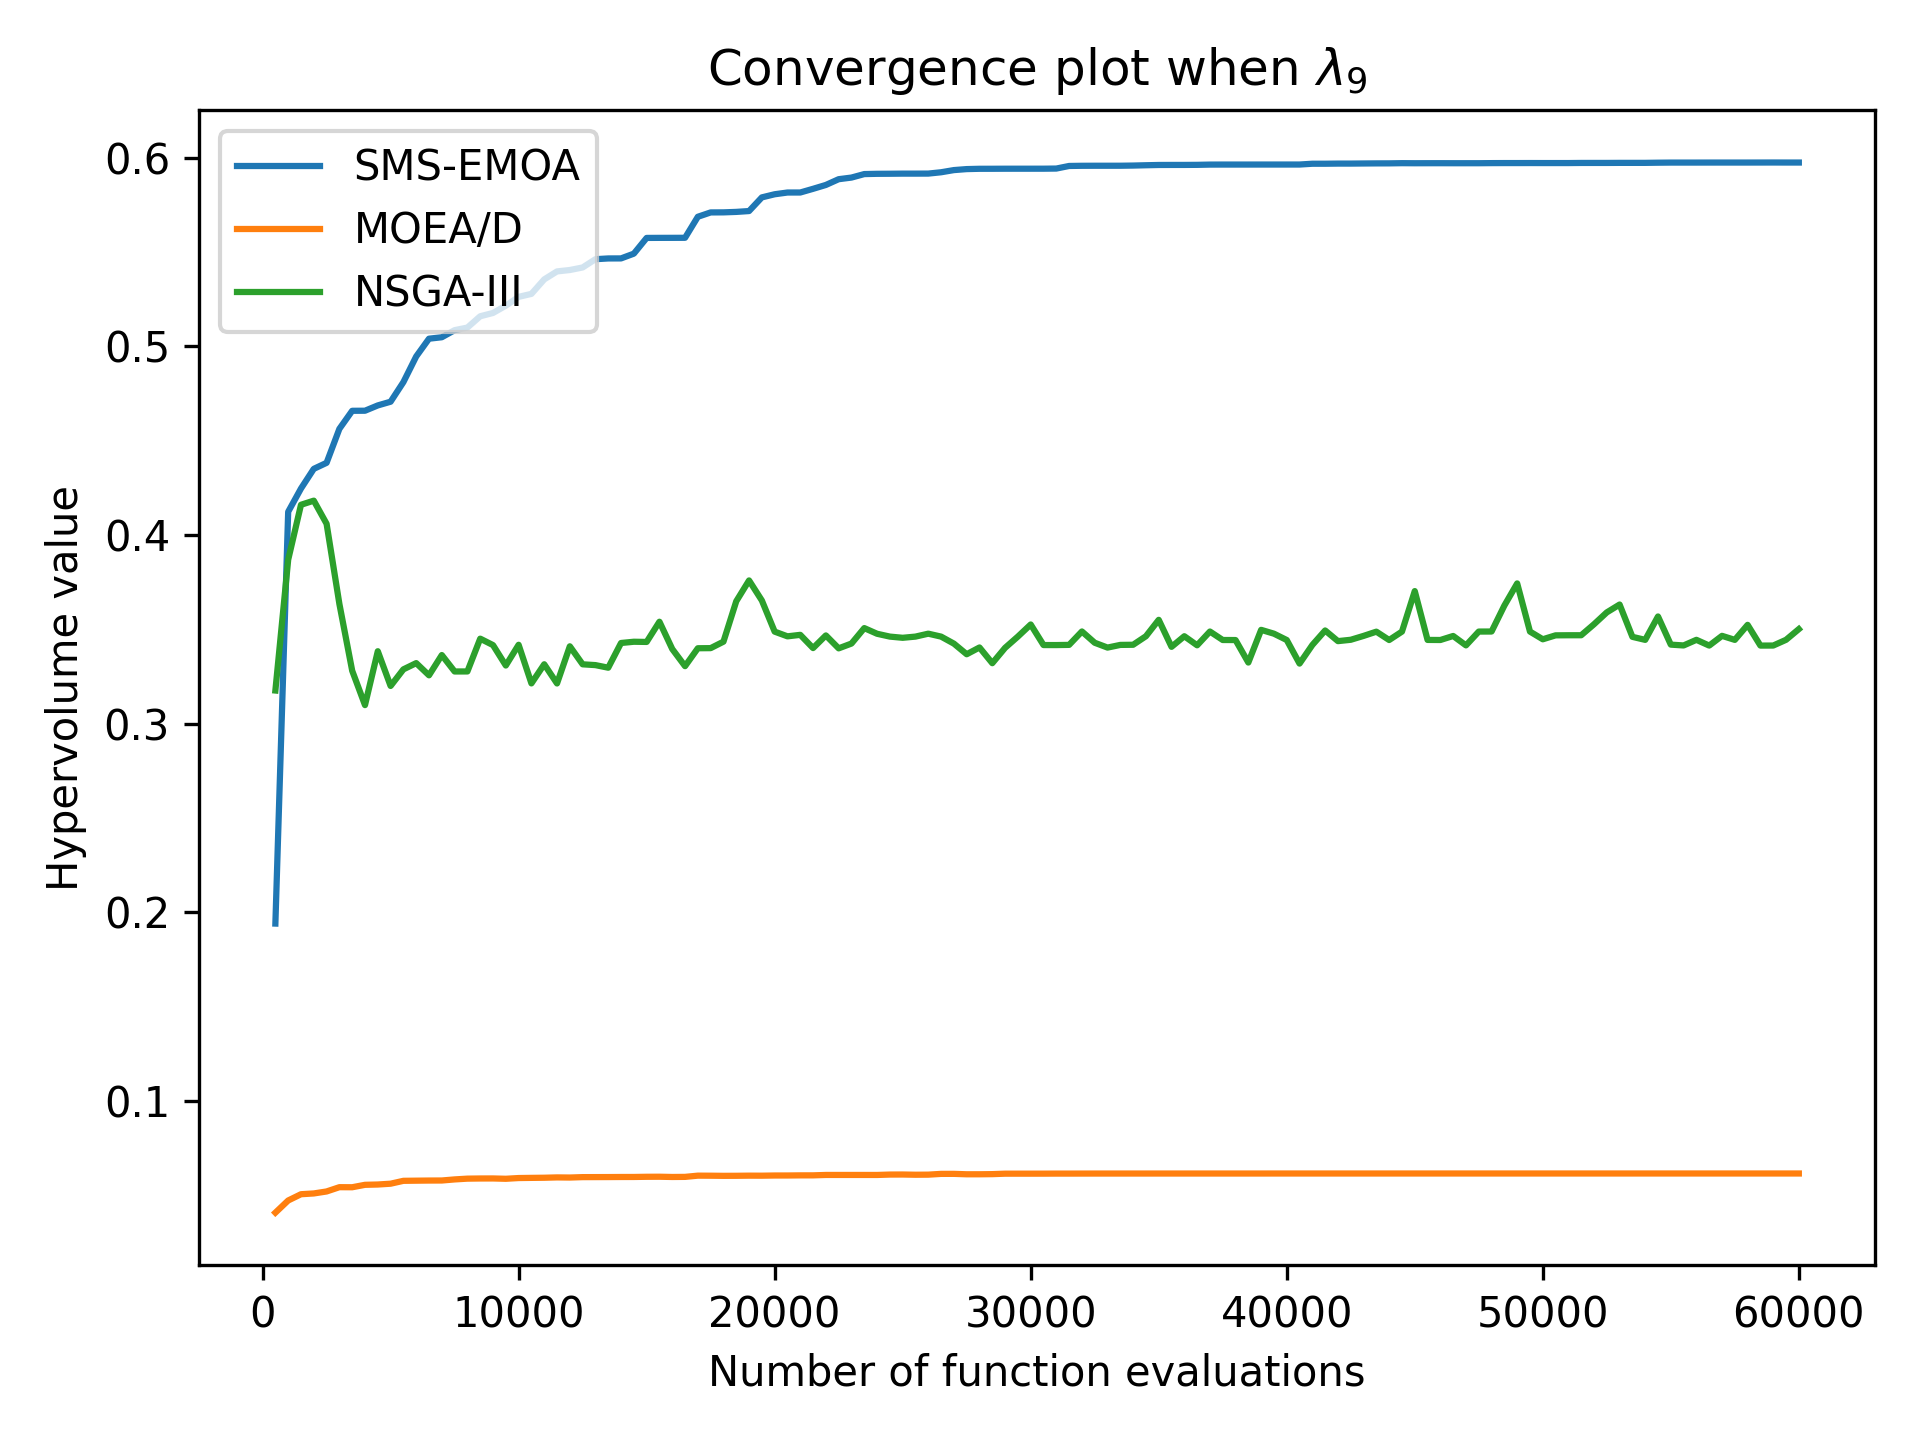 Convergence plot when λ₉
SMS-EMOA
MOEA/D
NSGA-III
Hypervolume value
0.6
0.5
0.4
0.3
0.2
0.1
0 10000 20000 30000 40000 50000 60000
Number of function evaluations